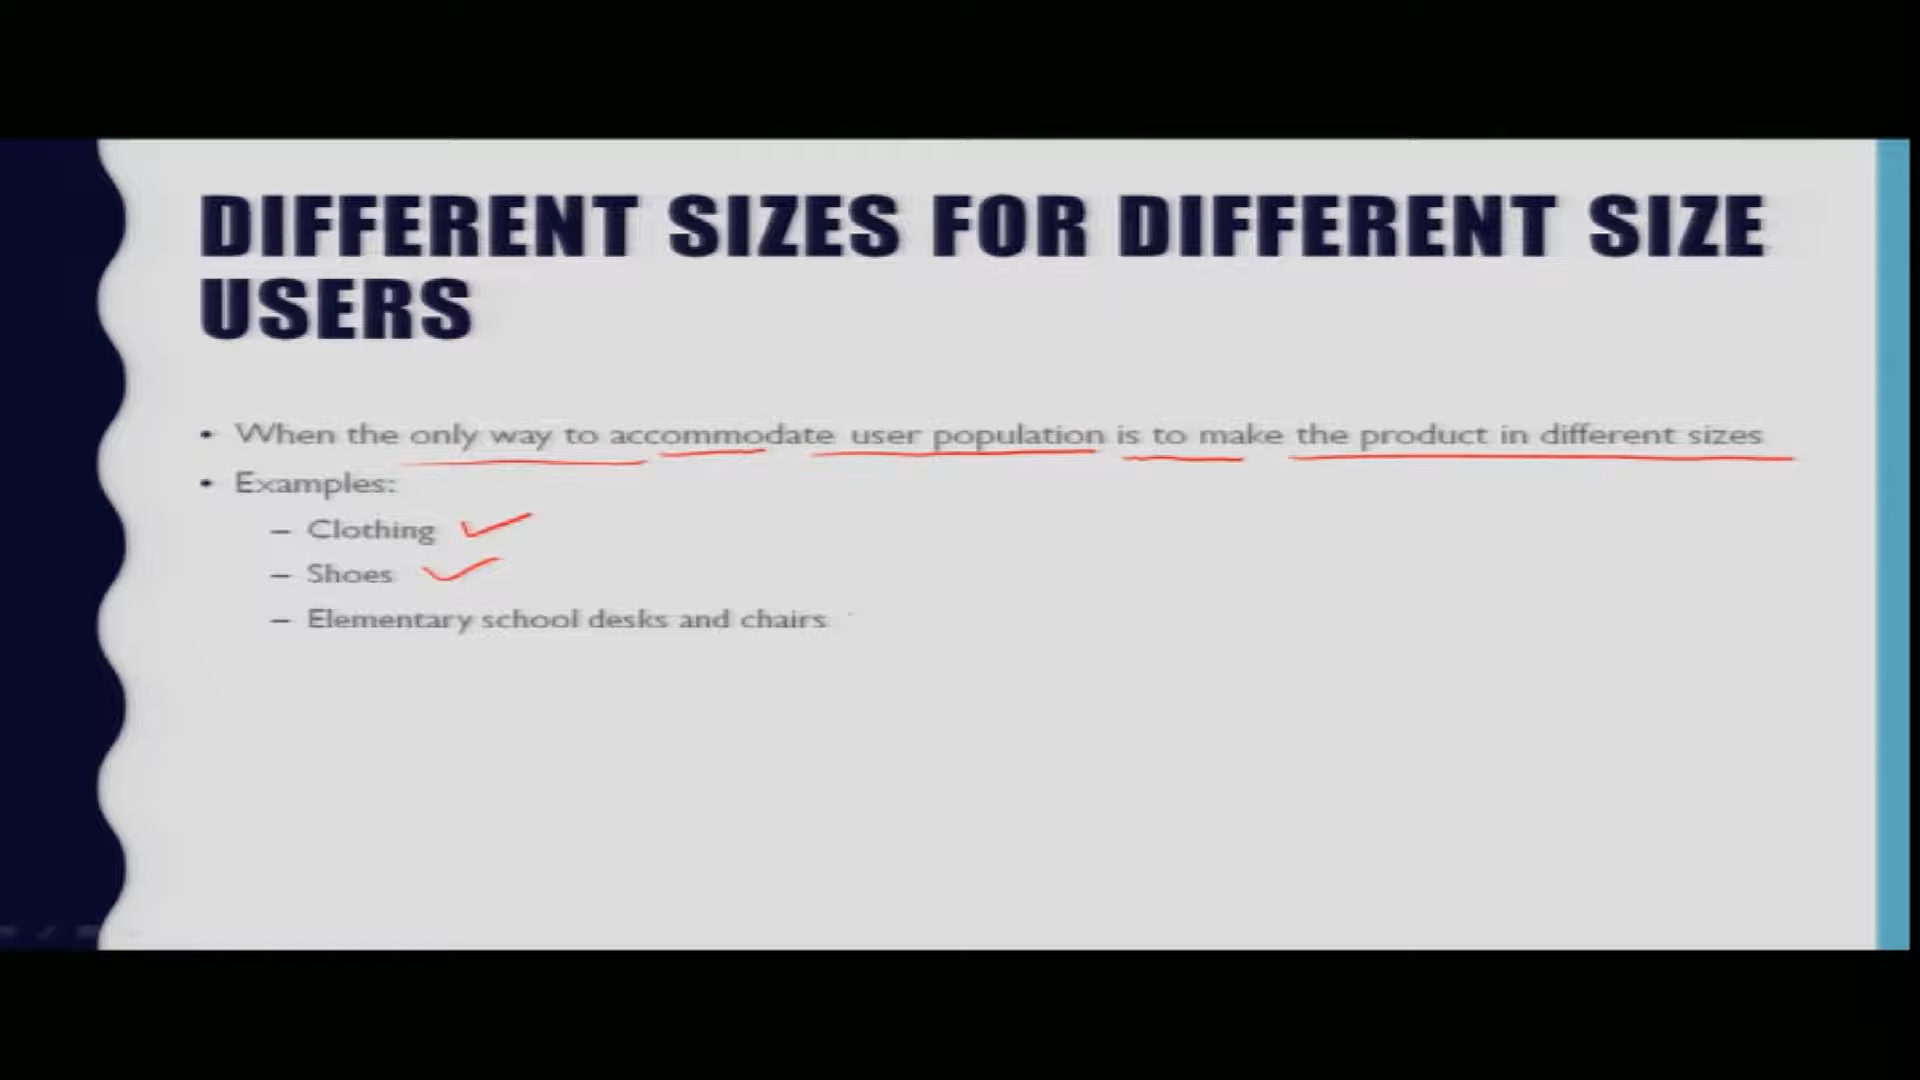 DIFFERENT SIZES FOR DIFFERENT SIZE
USERS
• When the only way to accommodate user population is to make the product in different sizes
• Examples:
– Clothing
– Shoes
– Elementary school desks and chairs